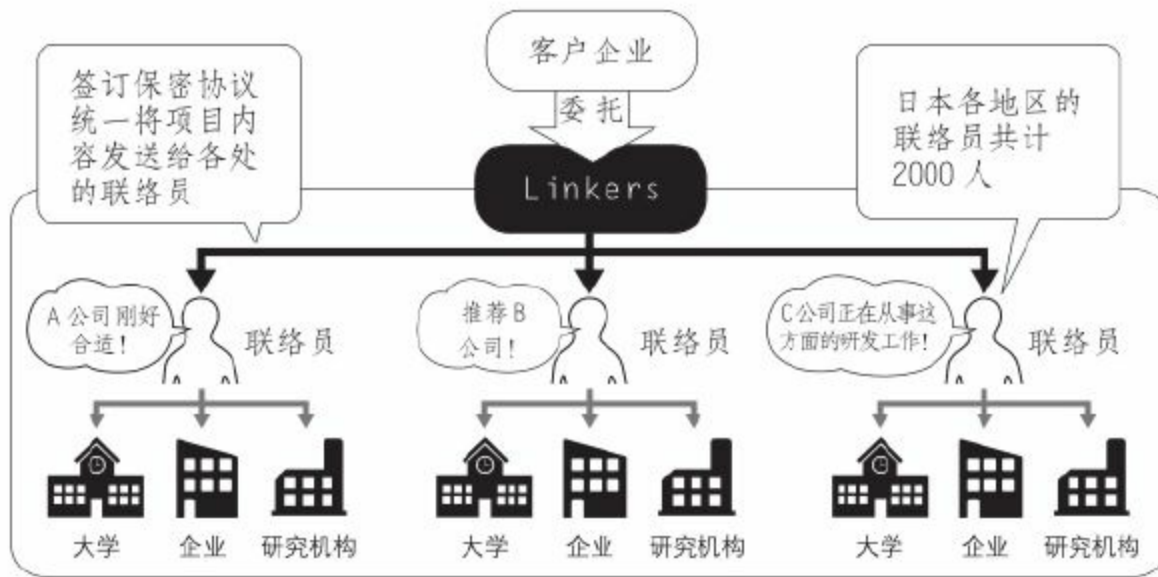 客户企业
委托
Linkers
签订保密协议
统一将项目内
容发送给各处
的联络员
日本各地区的
联络员共计
2000 人
A 公司刚好
合适！
联络员
推荐 B
公司！
联络员
C公司正在从事这
方面的研发工作！
联络员
大学 企业 研究机构
大学 企业 研究机构
大学 企业 研究机构